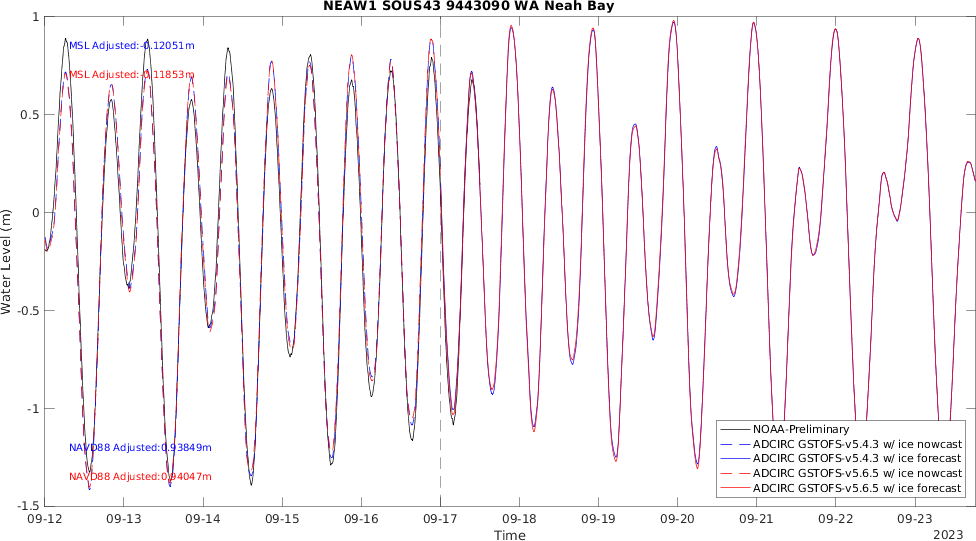 NEAW1 SOUS43 9443090 WA Neah Bay
1
0.5
0
-0.5
-1
-1.5
Water Level (m)
MSL Adjusted:-0.12051m
MSL Adjusted:-0.11853m
NAVD88 Adjusted:0.93849m
NAVD88 Adjusted:0.94047m
NOAA-Preliminary
ADCIRC GSTOFS-v5.4.3 w/ ice nowcast
ADCIRC GSTOFS-v5.4.3 w/ ice forecast
ADCIRC GSTOFS-v5.6.5 w/ ice nowcast
ADCIRC GSTOFS-v5.6.5 w/ ice forecast
09-12 09-13 09-14 09-15 09-16 09-17 09-18 09-19 09-20 09-21 09-22 09-23
Time
2023